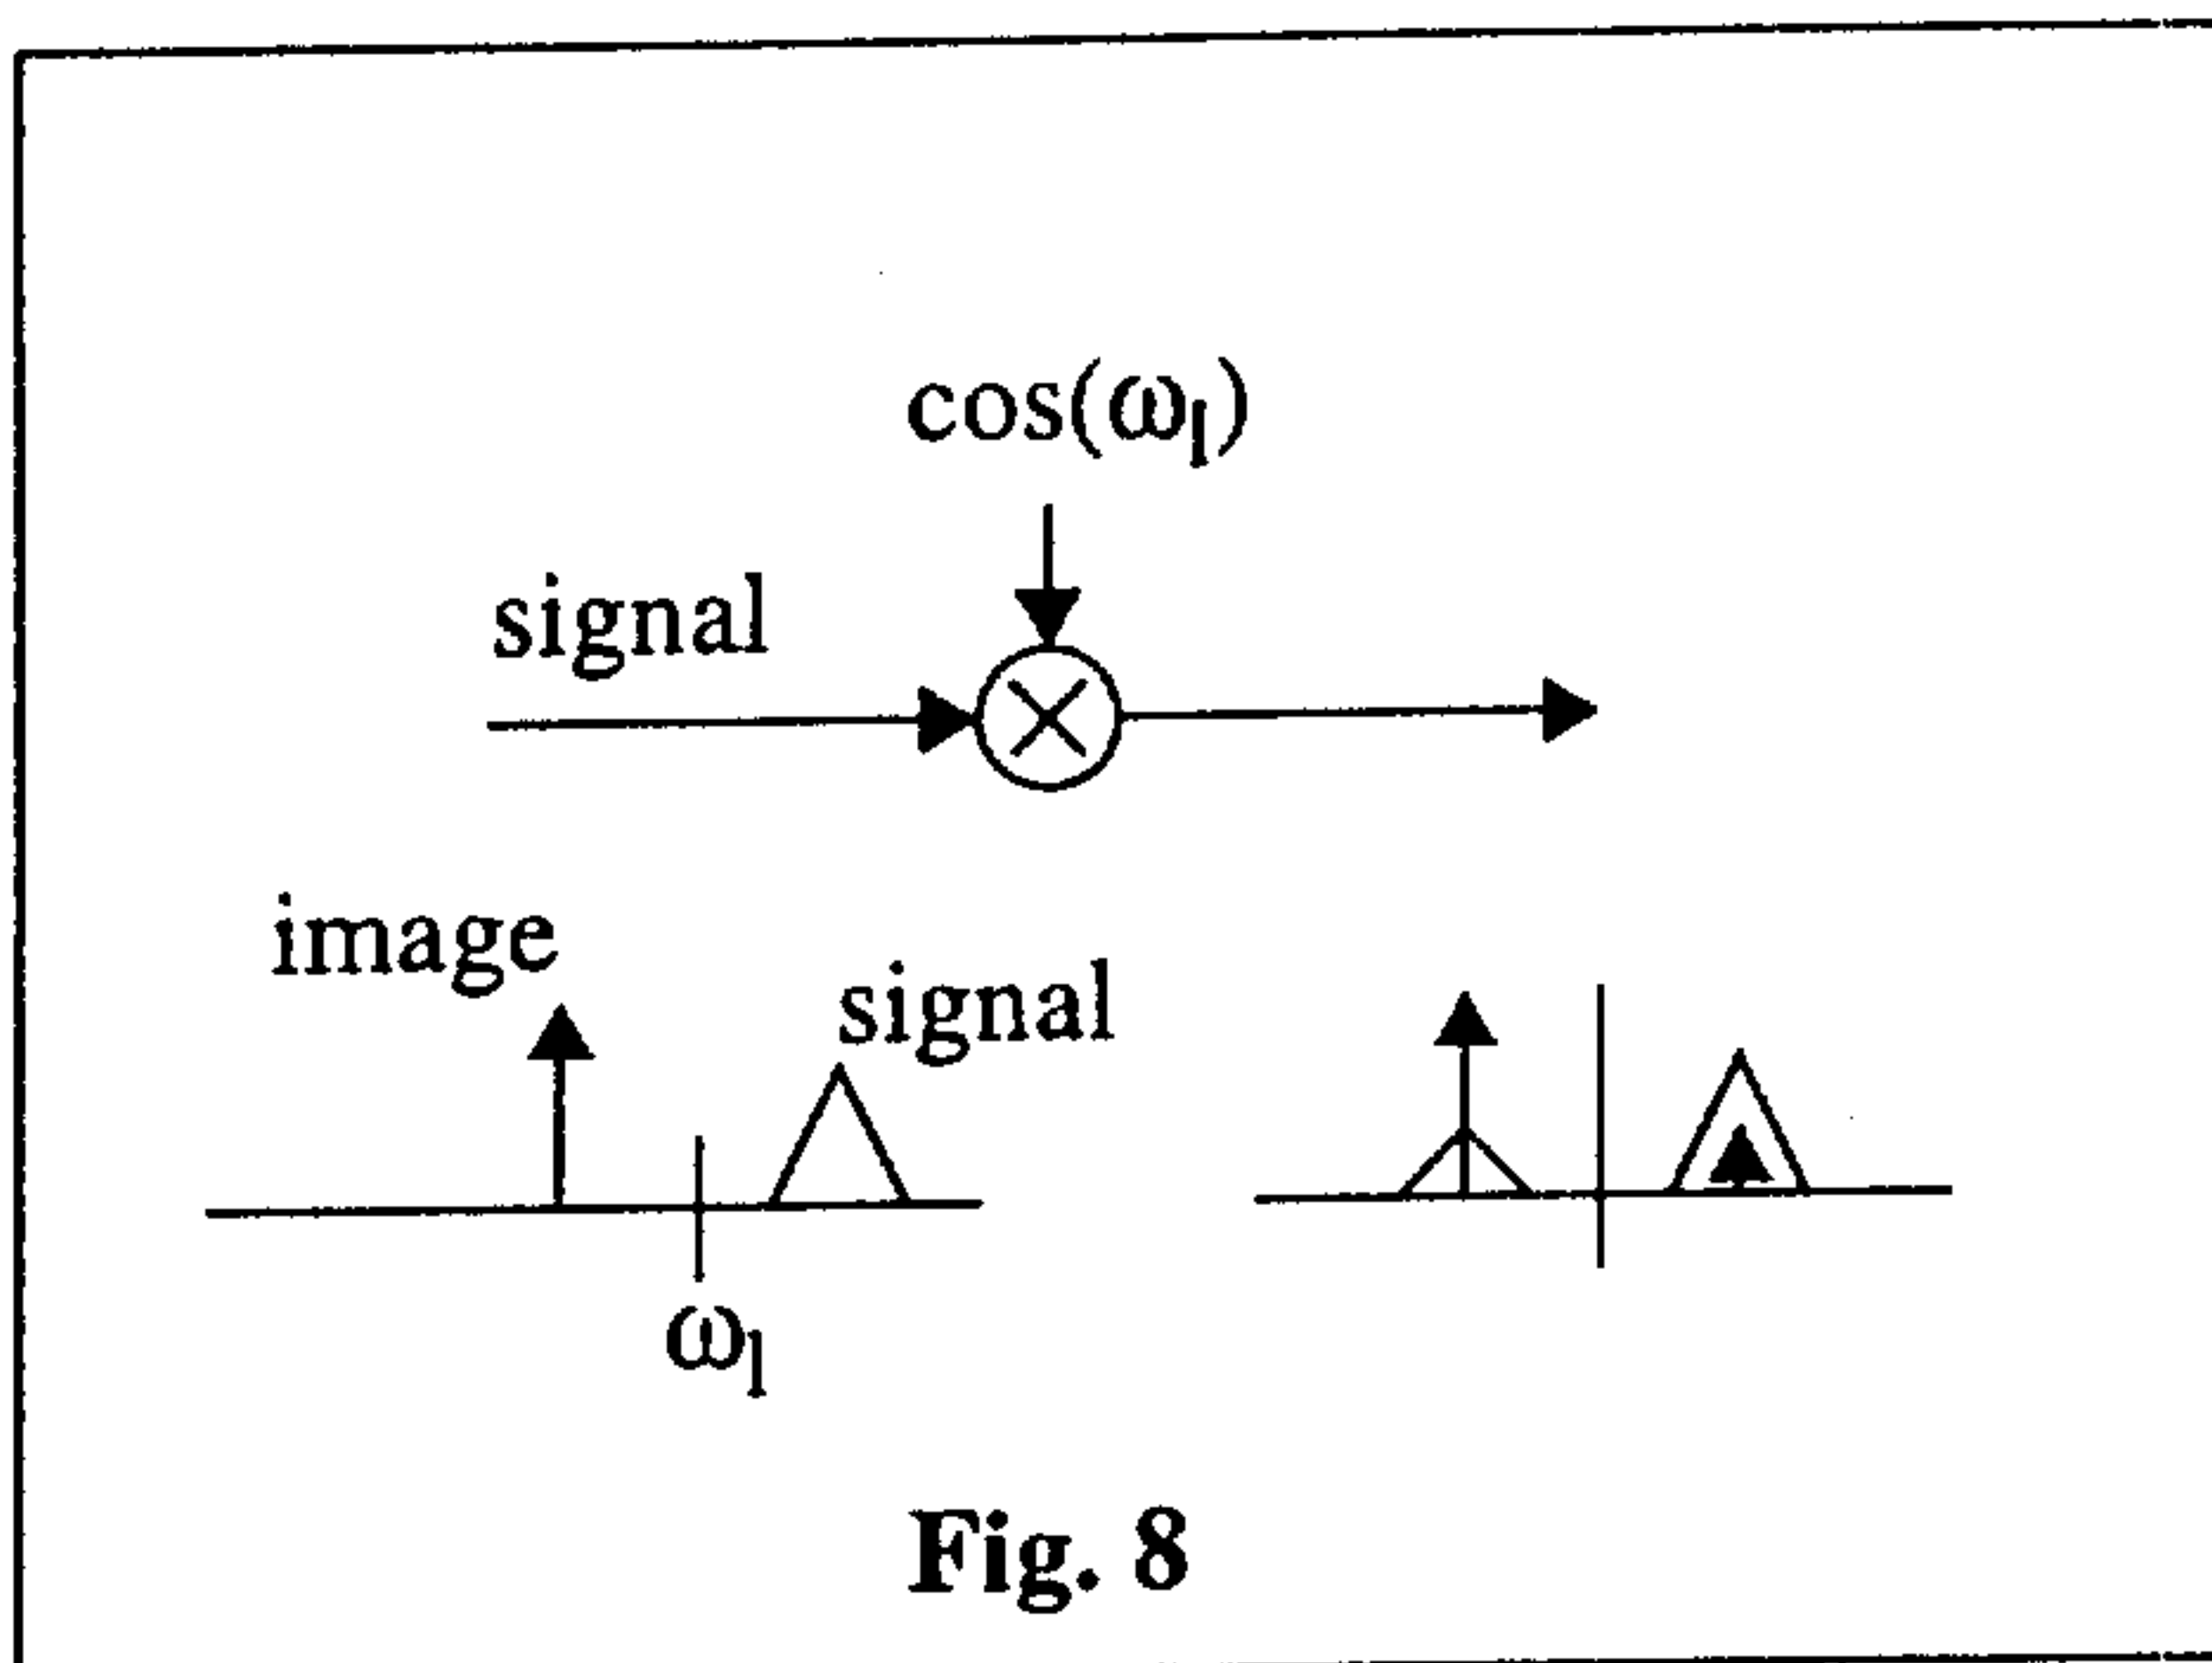 cos(ωl)
signal
image
signal
ωl
Fig. 8